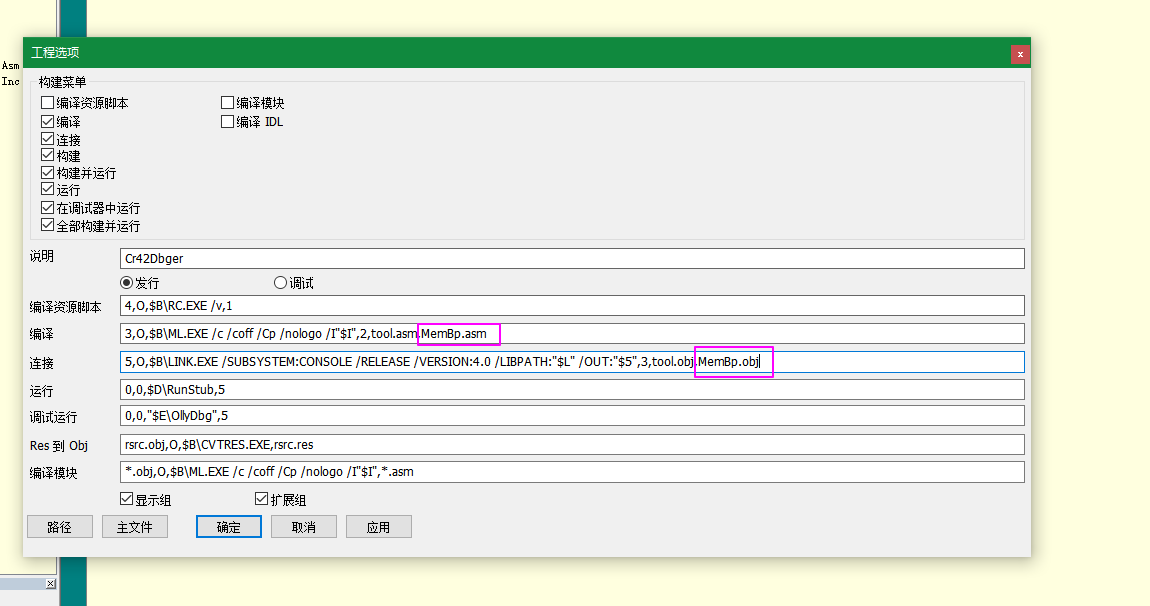 Asm
Inc
工程选项
构建菜单
编译资源脚本
编译模块
编译
编译 IDL
连接
构建
构建并运行
运行
在调试器中运行
全部构建并运行
说明
Cr42Dbger
发行
调试
编译资源脚本
4,O,$B\RC.EXE /v,1
编译
3,O,$B\ML.EXE /c /coff /Cp /nologo /I"$I",2,tool.asm,MemBp.asm
连接
5,O,$B\LINK.EXE /SUBSYSTEM:CONSOLE /RELEASE /VERSION:4.0 /LIBPATH:"$L" /OUT:"$5",3,tool.obj,MemBp.obj
运行
0,0,$D\RunStub,5
调试运行
0,0,"$E\OllyDbg",5
Res 到 Obj
rsrc.obj,O,$B\CVTRES.EXE,rsrc.res
编译模块
*.obj,O,$B\ML.EXE /c /coff /Cp /nologo /I"$I",*.asm
显示组
扩展组
路径
主文件
确定
取消
应用